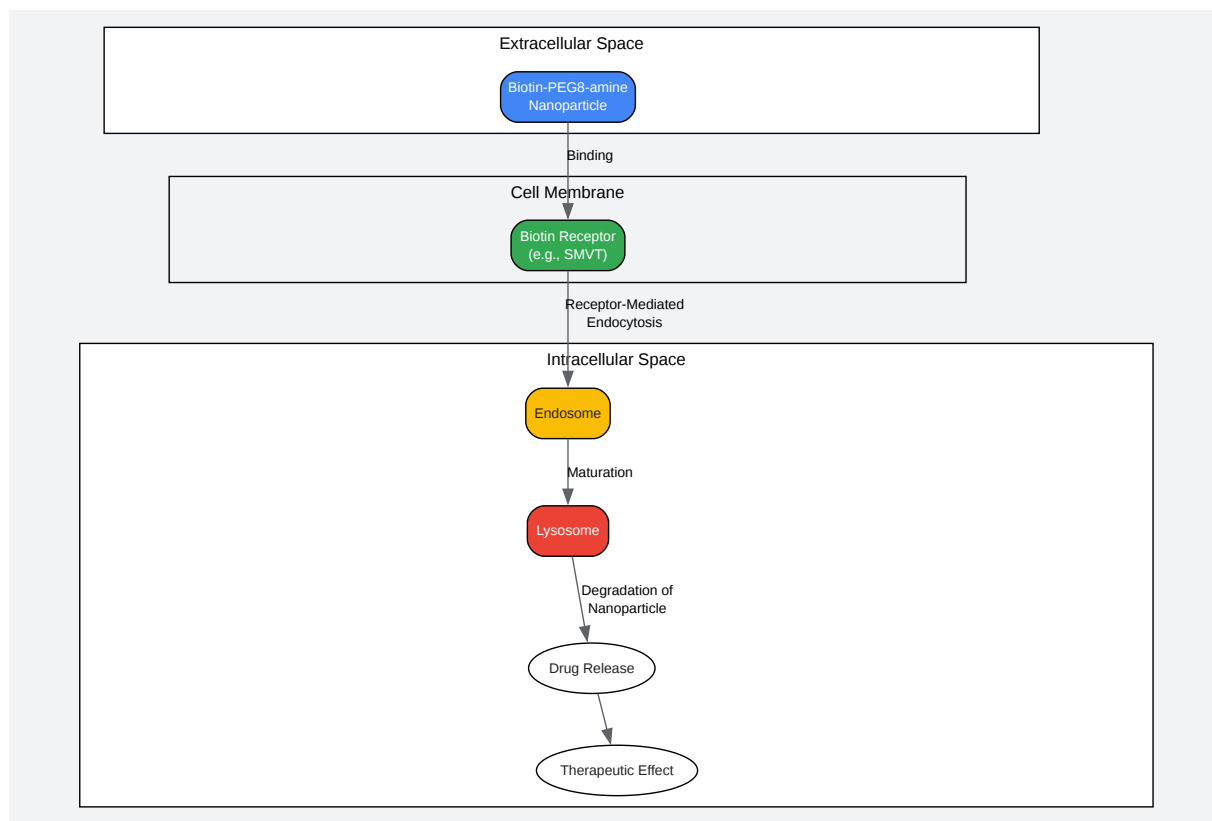 Extracellular Space
Biotin-PEG8-amine
Nanoparticle
Binding
Cell Membrane
Biotin Receptor
(e.g., SMVT)
Receptor-Mediated
Endocytosis
Intracellular Space
Endosome
Maturation
Lysosome
Degradation of
Nanoparticle
Drug Release
Therapeutic Effect